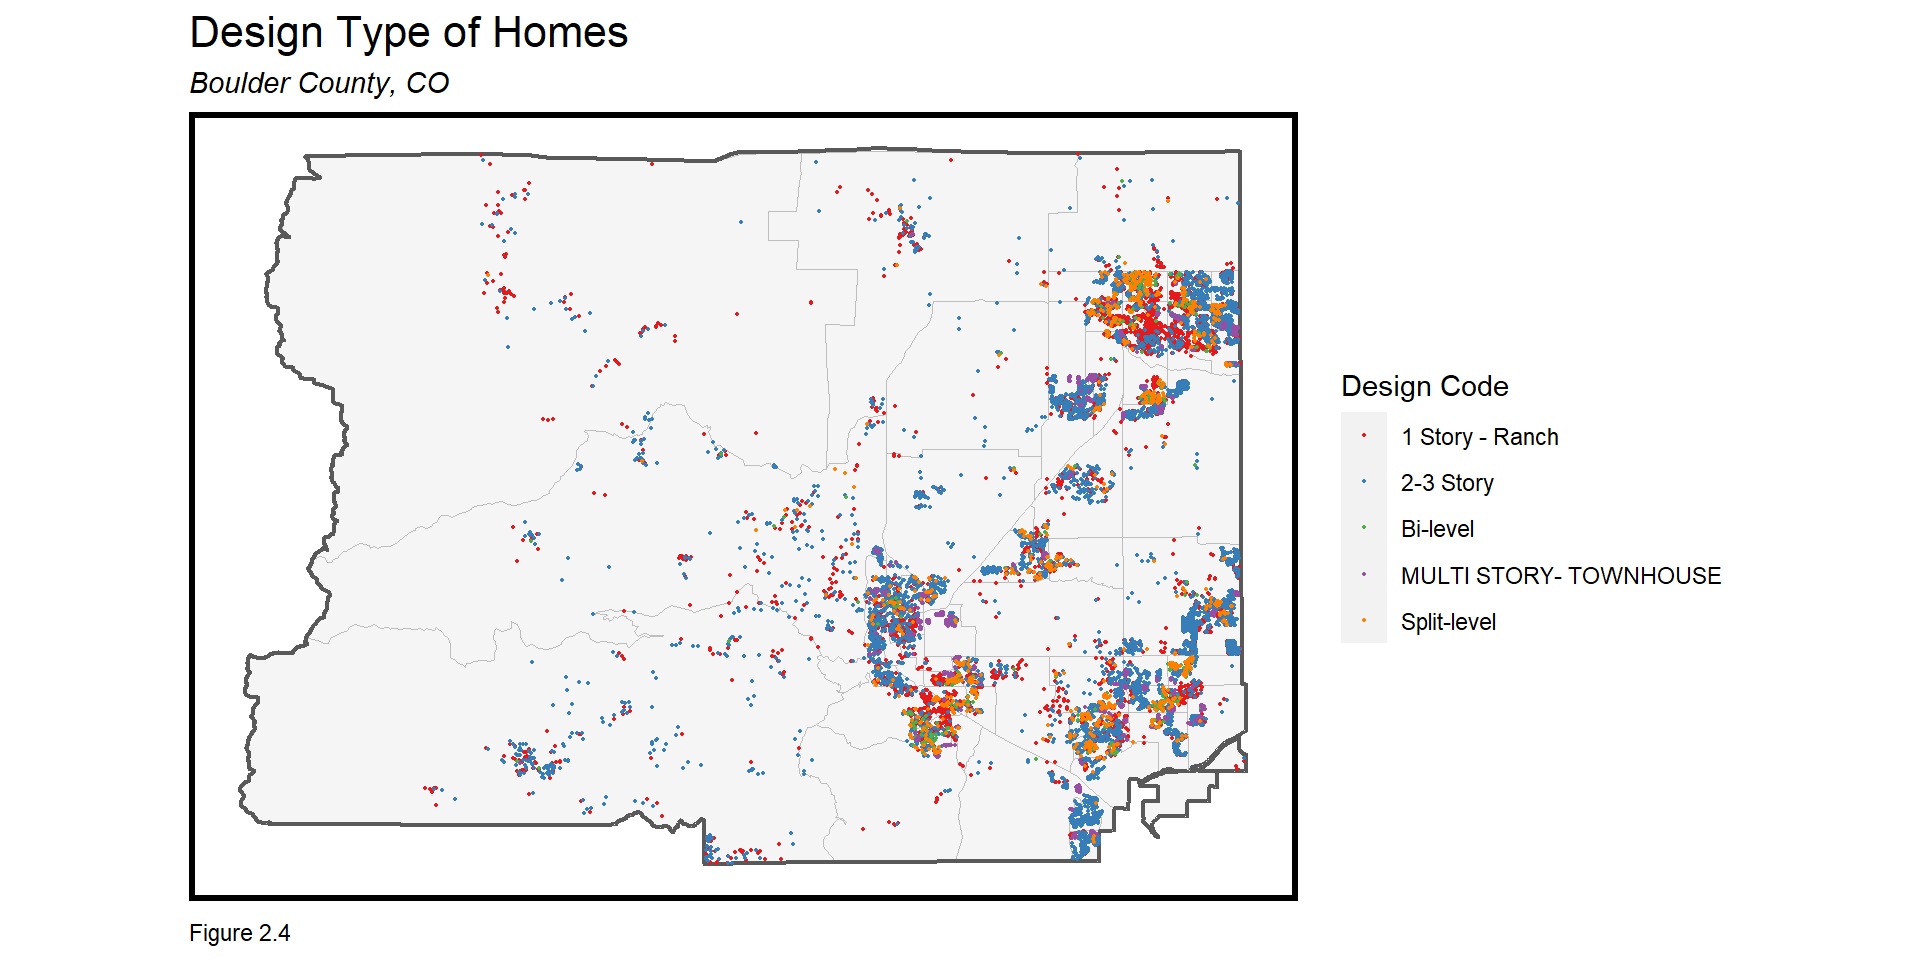 Design Type of Homes
Boulder County, CO
Design Code
1 Story - Ranch
2-3 Story
Bi-level
MULTI STORY- TOWNHOUSE
Split-level
Figure 2.4